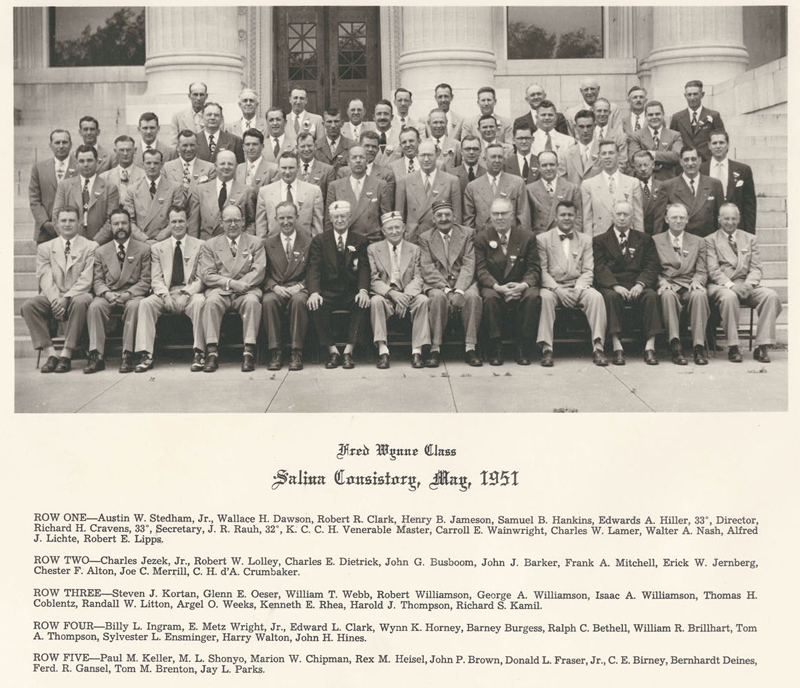 Fred Wynne Class
Salina Consistory, May, 1951
ROW ONE—Austin W. Stedham, Jr., Wallace H. Dawson, Robert R. Clark, Henry B. Jameson, Samuel B. Hankins, Edwards A. Hiller, 33°, Director,
Richard H. Cravens, 33°, Secretary, J. R. Rauh, 32°, K. C. C. H. Venerable Master, Carroll E. Wainwright, Charles W. Lamer, Walter A. Nash, Alfred
J. Lichte, Robert E. Lipps.
ROW TWO—Charles Jezek, Jr., Robert W. Lolley, Charles E. Dietrick, John G. Busboom, John J. Barker, Frank A. Mitchell, Erick W. Jernberg,
Chester F. Alton, Joe C. Merrill, C. H. d'A. Crumbaker.
ROW THREE—Steven J. Kortan, Glenn E. Oeser, William T. Webb, Robert Williamson, George A. Williamson, Isaac A. Williamson, Thomas H.
Coblentz, Randall W. Litton, Argel O. Weeks, Kenneth E. Rhea, Harold J. Thompson, Richard S. Kamil.
ROW FOUR—Billy L. Ingram, E. Metz Wright, Jr., Edward L. Clark, Wynn K. Horney, Barney Burgess, Ralph C. Bethell, William R. Brillhart, Tom
A. Thompson, Sylvester L. Ensminger, Harry Walton, John H. Hines.
ROW FIVE—Paul M. Keller, M. L. Shonyo, Marion W. Chipman, Rex M. Heisel, John P. Brown, Donald L. Fraser, Jr., C. E. Birney, Bernhardt Deines,
Ferd. R. Gansel, Tom M. Brenton, Jay L. Parks.